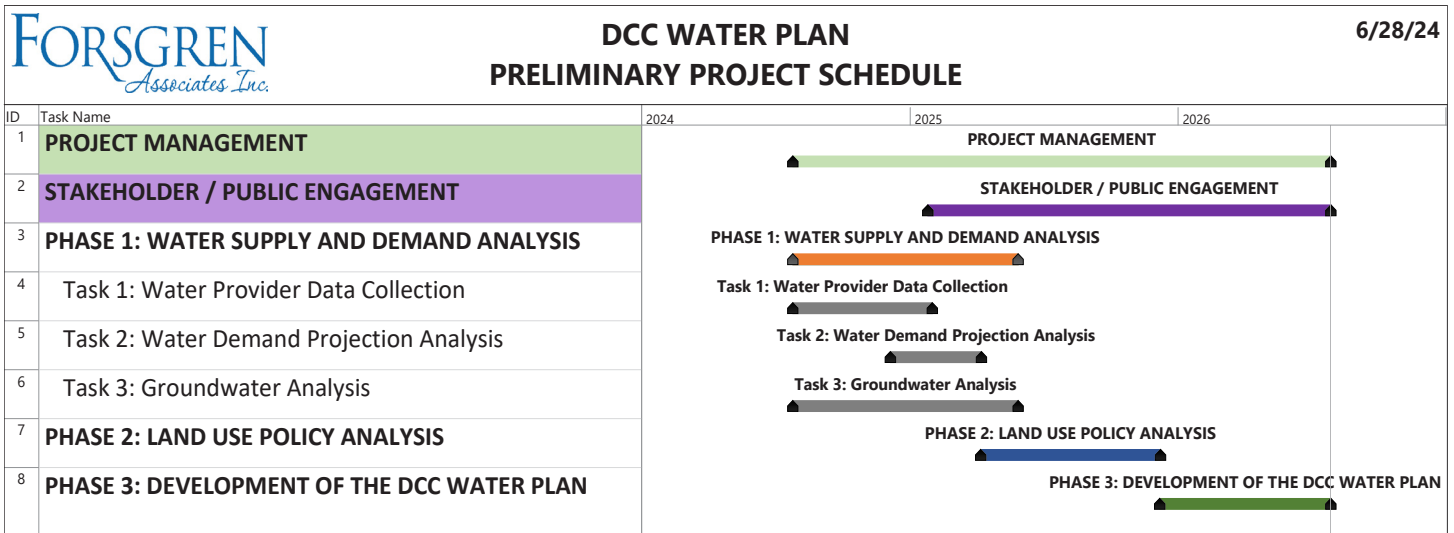 FORSGREN
Associates Inc.
DCC WATER PLAN
PRELIMINARY PROJECT SCHEDULE
6/28/24
ID Task Name 2024 2025 2026
1 PROJECT MANAGEMENT PROJECT MANAGEMENT
2 STAKEHOLDER / PUBLIC ENGAGEMENT STAKEHOLDER / PUBLIC ENGAGEMENT
3 PHASE 1: WATER SUPPLY AND DEMAND ANALYSIS PHASE 1: WATER SUPPLY AND DEMAND ANALYSIS
4 Task 1: Water Provider Data Collection Task 1: Water Provider Data Collection
5 Task 2: Water Demand Projection Analysis Task 2: Water Demand Projection Analysis
6 Task 3: Groundwater Analysis Task 3: Groundwater Analysis
7 PHASE 2: LAND USE POLICY ANALYSIS PHASE 2: LAND USE POLICY ANALYSIS
8 PHASE 3: DEVELOPMENT OF THE DCC WATER PLAN PHASE 3: DEVELOPMENT OF THE DCC WATER PLAN